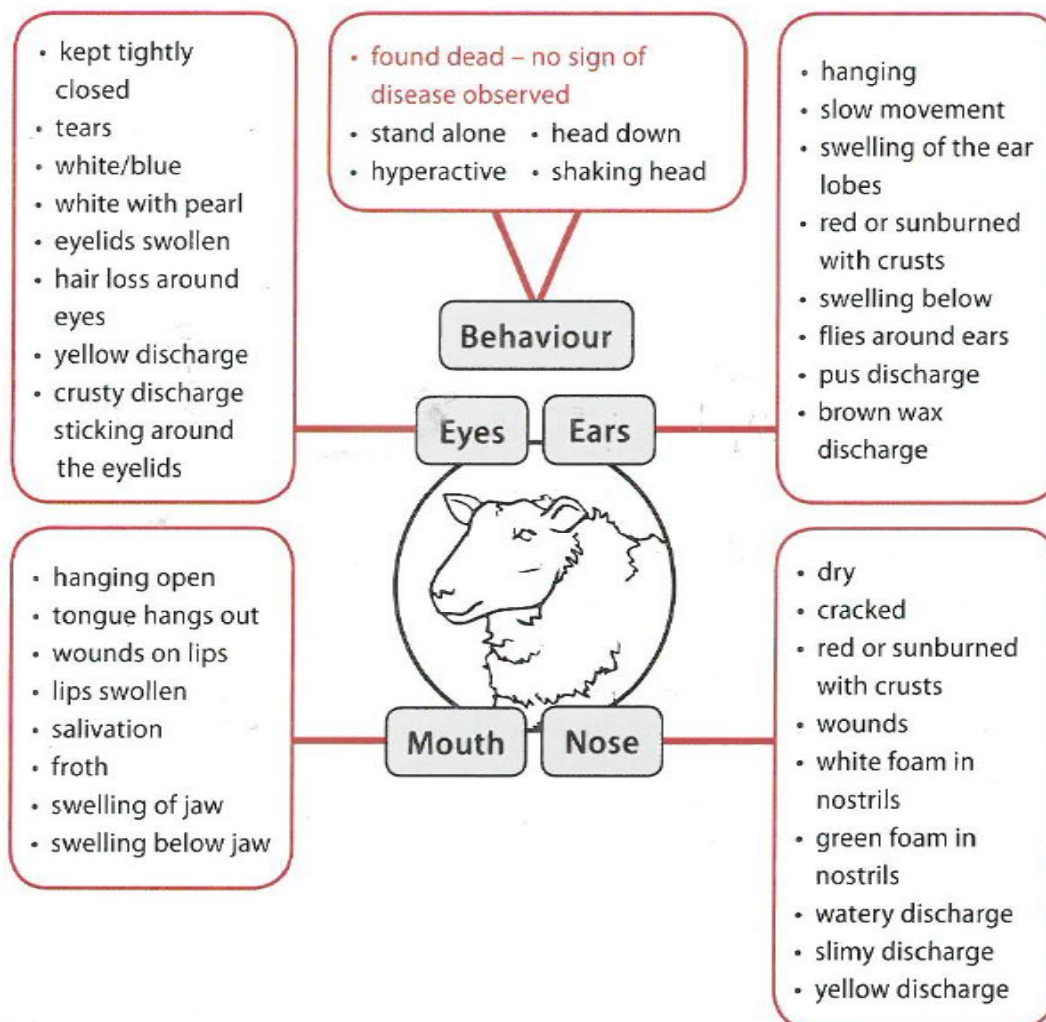 • kept tightly
closed
• tears
• white/blue
• white with pearl
• eyelids swollen
• hair loss around
eyes
• yellow discharge
• crusty discharge
sticking around
the eyelids
• found dead – no sign of
disease observed
• stand alone • head down
• hyperactive • shaking head
• hanging
• slow movement
• swelling of the ear
lobes
• red or sunburned
with crusts
• swelling below
• flies around ears
• pus discharge
• brown wax
discharge
Behaviour
Eyes
Ears
• hanging open
• tongue hangs out
• wounds on lips
• lips swollen
• salivation
• froth
• swelling of jaw
• swelling below jaw
Mouth
Nose
• dry
• cracked
• red or sunburned
with crusts
• wounds
• white foam in
nostrils
• green foam in
nostrils
• watery discharge
• slimy discharge
• yellow discharge